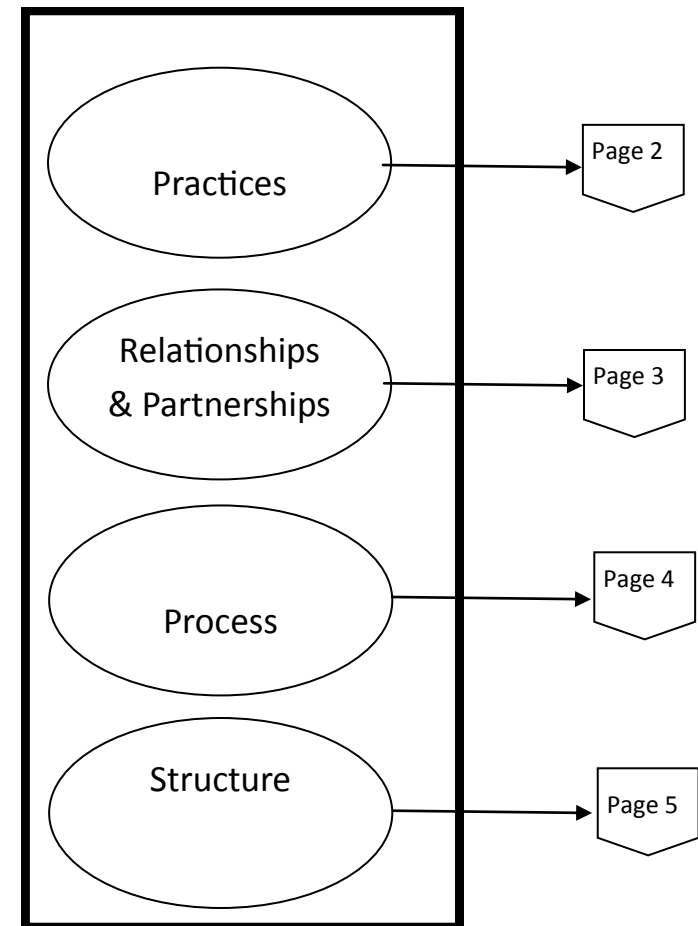 Practices
Page 2
Relationships
& Partnerships
Page 3
Process
Page 4
Structure
Page 5